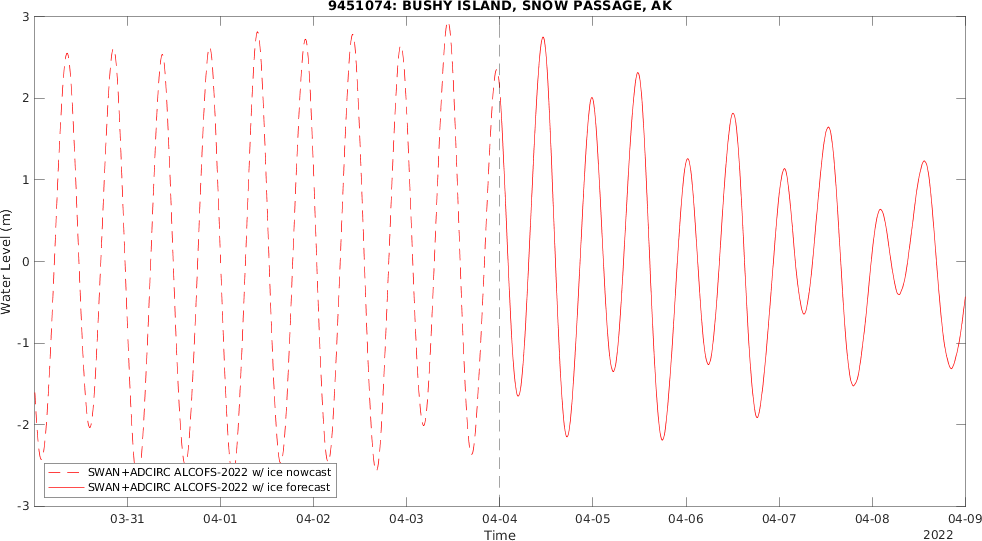 9451074: BUSHY ISLAND, SNOW PASSAGE, AK
3
2
1
0
-1
-2
-3
Water Level (m)
SWAN+ADCIRC ALCOFS-2022 w/ ice nowcast
SWAN+ADCIRC ALCOFS-2022 w/ ice forecast
03-31 04-01 04-02 04-03 04-04 04-05 04-06 04-07 04-08 04-09
Time
2022